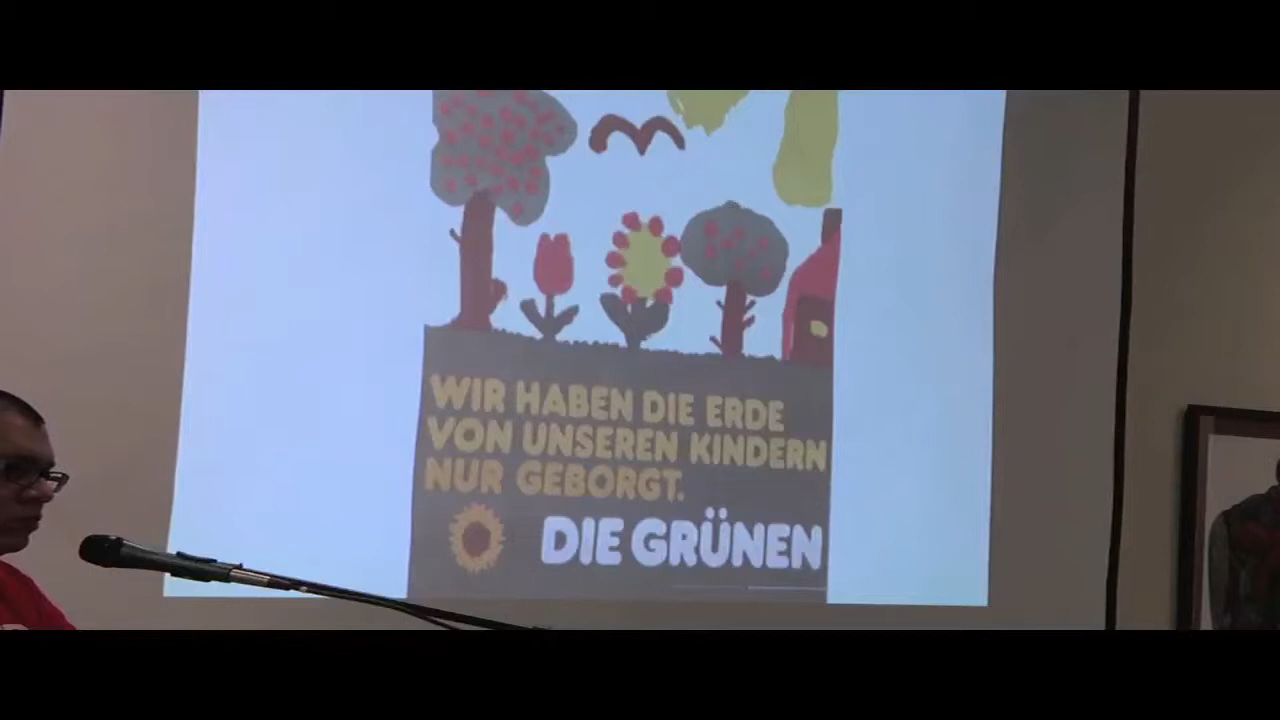 WIR HABEN DIE ERDE
VON UNSEREN KINDERN
NUR GEBORGT.
DIE GRÜNEN